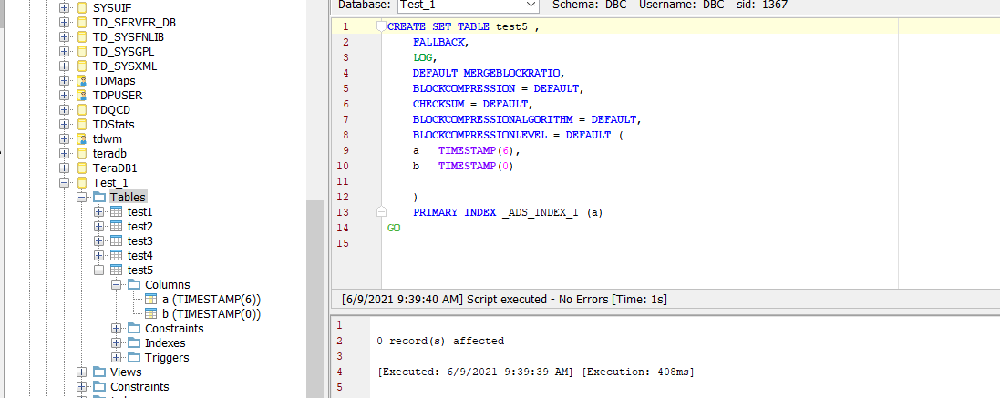 SYSUIF
TD_SERVER_DB
TD_SYSFNLIB
TD_SYSGPL
TD_SYSXML
TDMaps
TDPUSER
TDQCD
TDStats
tdwm
teradb
TeraDB1
Test_1
Tables
test1
test2
test3
test4
test5
Columns
a (TIMESTAMP(6))
b (TIMESTAMP(0))
Constraints
Indexes
Triggers
Views
Constraints
Database: Test_1 Schema: DBC Username: DBC sid: 1367
1 CREATE SET TABLE test5 ,
2 FALLBACK,
3 LOG,
4 DEFAULT MERGEBLOCKRATIO,
5 BLOCKCOMPRESSION = DEFAULT,
6 CHECKSUM = DEFAULT,
7 BLOCKCOMPRESSIONALGORITHM = DEFAULT,
8 BLOCKCOMPRESSIONLEVEL = DEFAULT (
9 a TIMESTAMP(6),
10 b TIMESTAMP(0)
11
12 )
13 PRIMARY INDEX _ADS_INDEX_1 (a)
14 GO
15
[6/9/2021 9:39:40 AM] Script executed - No Errors [Time: 1s]
1
2 0 record(s) affected
3
4 [Executed: 6/9/2021 9:39:39 AM] [Execution: 408ms]
5